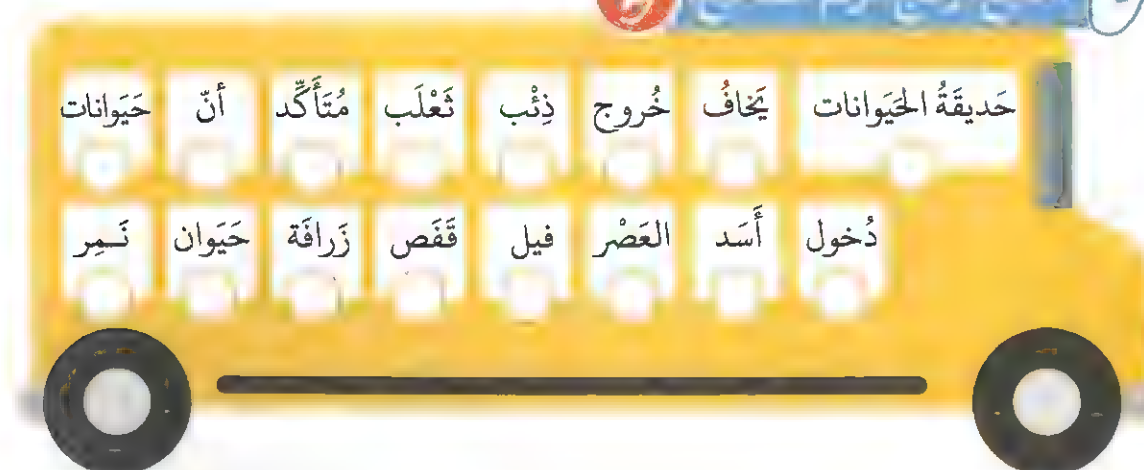 حَديقَةُ الحَيَوانات يَخافُ خُروج ذِئْب ثَعْلَب مُتَأَكِّد أنّ حَيَوانات
دُخول أَسَد العَصْر فيل قَفَص زَرافَة حَيَوان نَـمِر